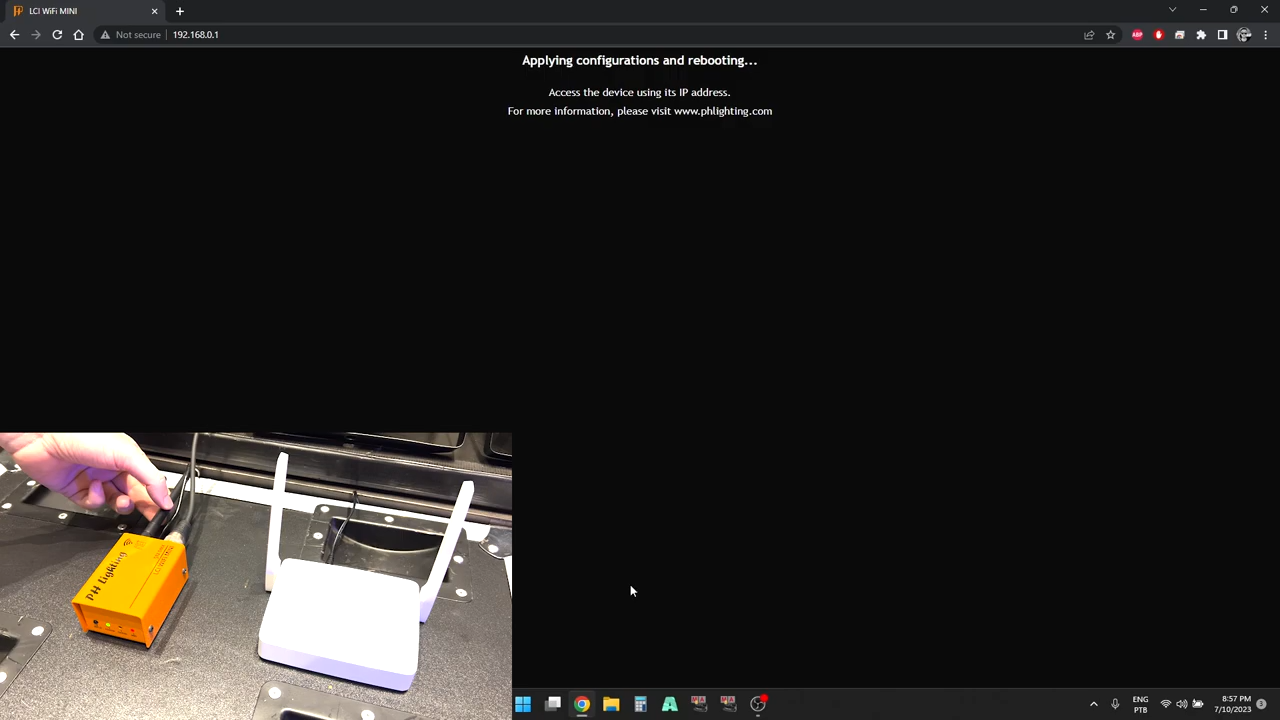 LCI WiFi MINI
Not secure
192.168.0.1
ABP
Applying configurations and rebooting...
Access the device using its IP address.
For more information, please visit www.phlighting.com
PH Lighting
ENG
PTB
8:57 PM
7/10/2023